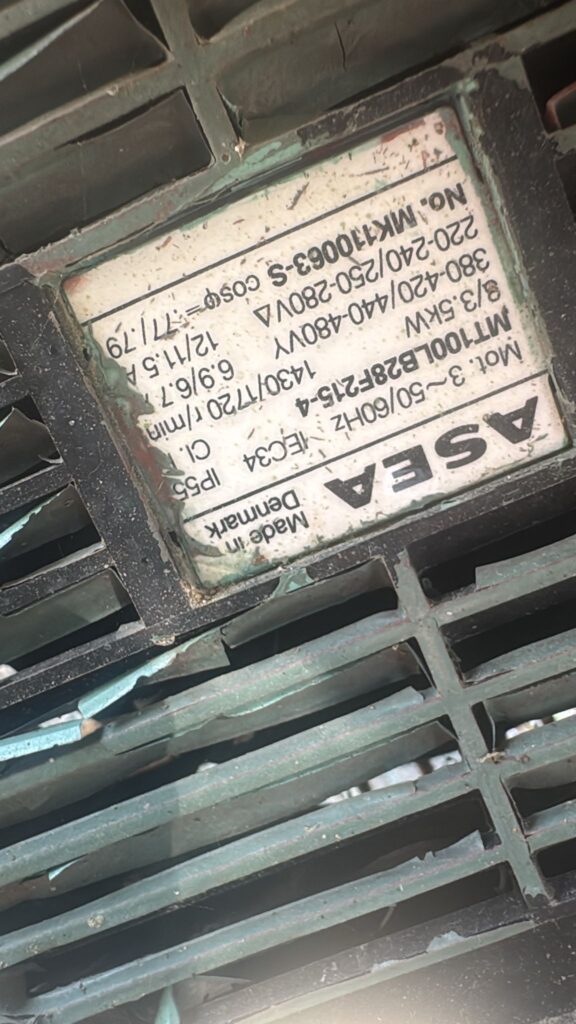 ASEA Made in Denmark
Mot. 3~50/60Hz IEC34
MT100LB28F215-4 IP55
3/3.5kW 1430/1720 r/min Cl
380-420/440-480VY 6.9/6.7
220-240/250-280VΔ 12/11.5 A
No. MK110063-S cosφ=.77/.79